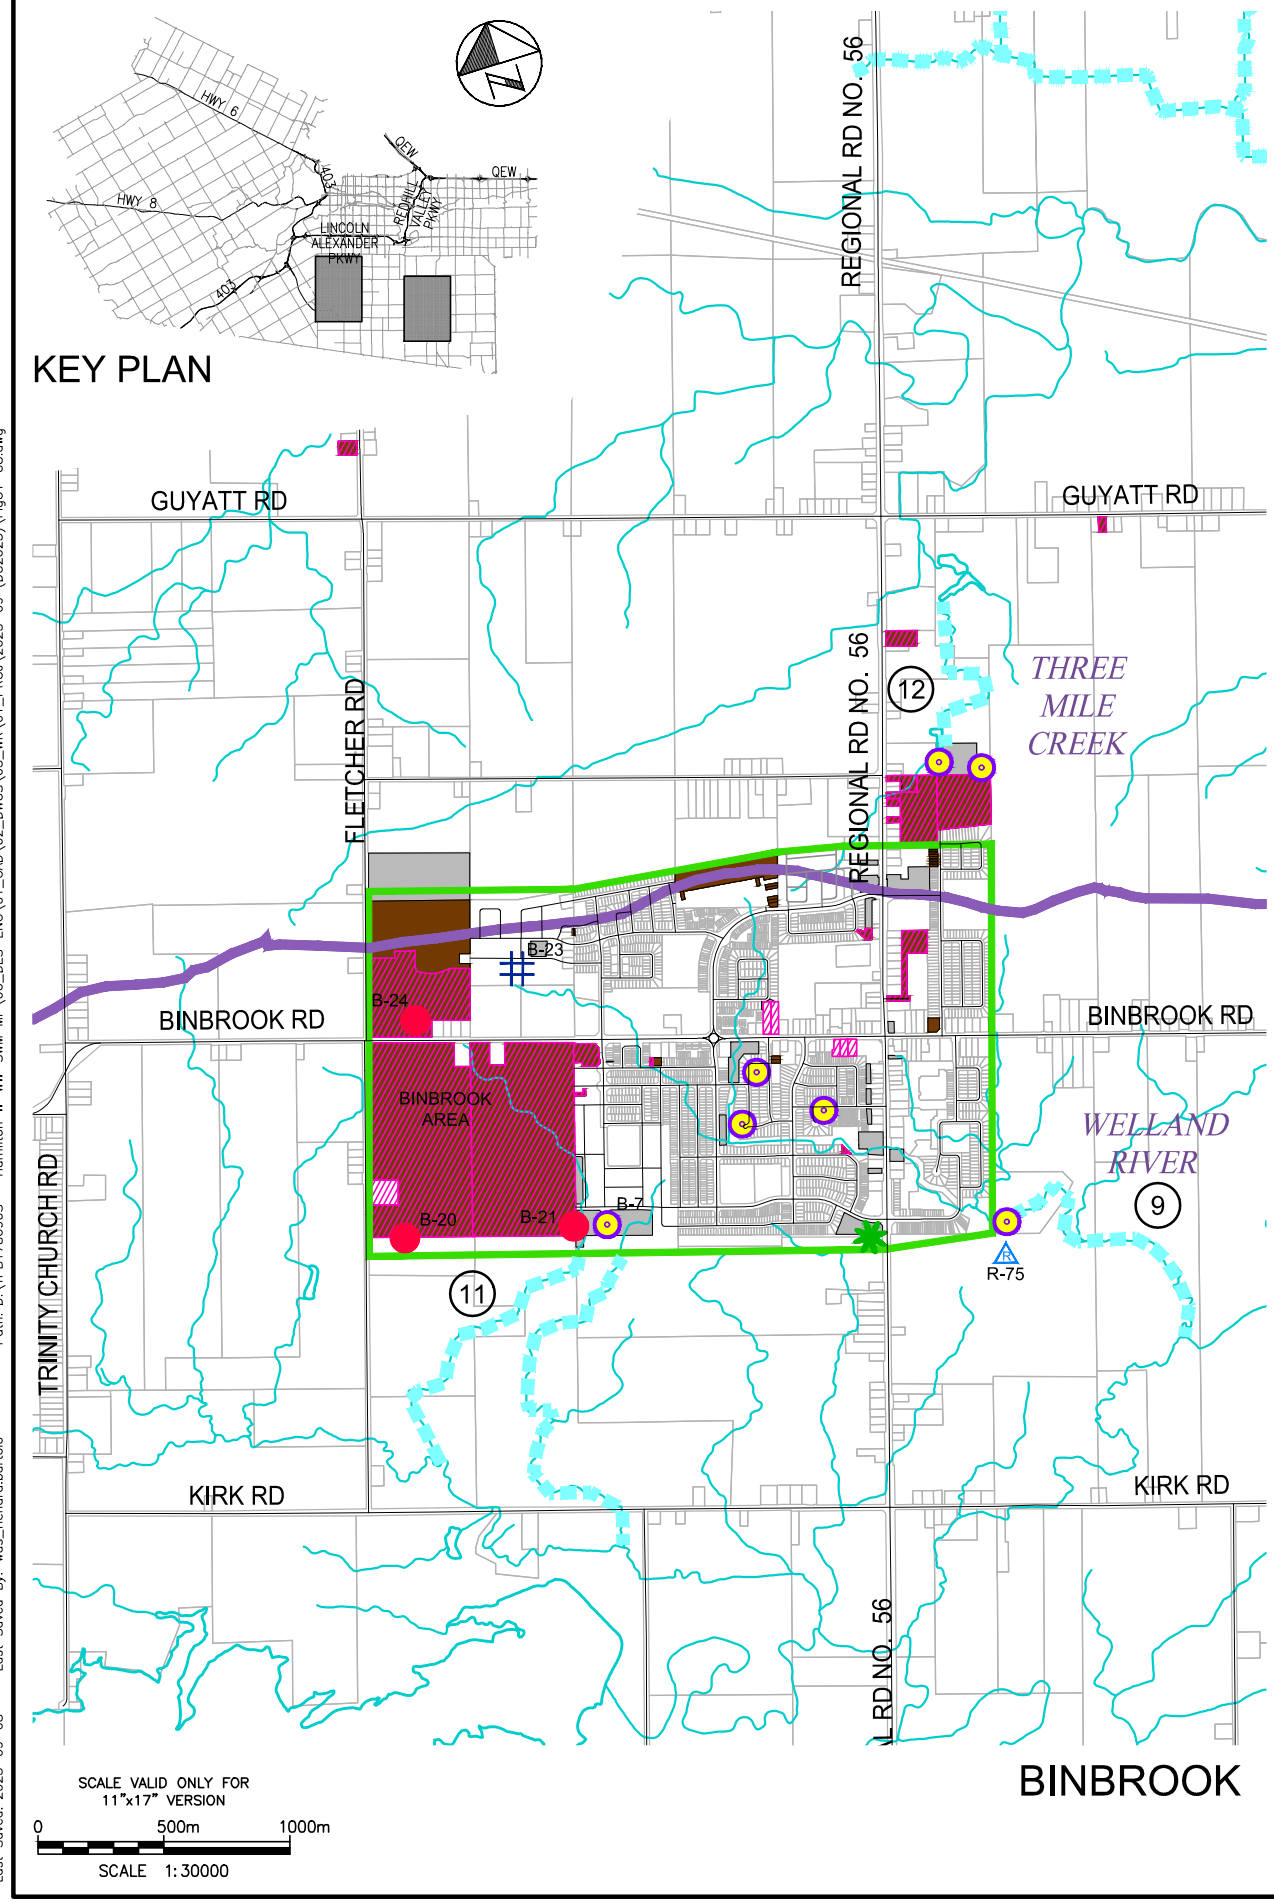 HWY 6
403
QEW
QEW
HWY 8
REDHILL
VALLEY
PKWY
LINCOLN
ALEXANDER
PKWY
403
N
KEY PLAN
REGIONAL RD NO. 56
GUYATT RD
GUYATT RD
FLETCHER RD
REGIONAL RD NO. 56
12
THREE
MILE
CREEK
B-23
B-24
BINBROOK RD
BINBROOK RD
BINBROOK
AREA
WELLAND
RIVER
9
TRINITY CHURCH RD
B-20
B-21
B-7
R
R-75
11
KIRK RD
KIRK RD
L RD NO. 56
BINBROOK
SCALE VALID ONLY FOR
11"x17" VERSION
0 500m 1000m
SCALE 1:30000